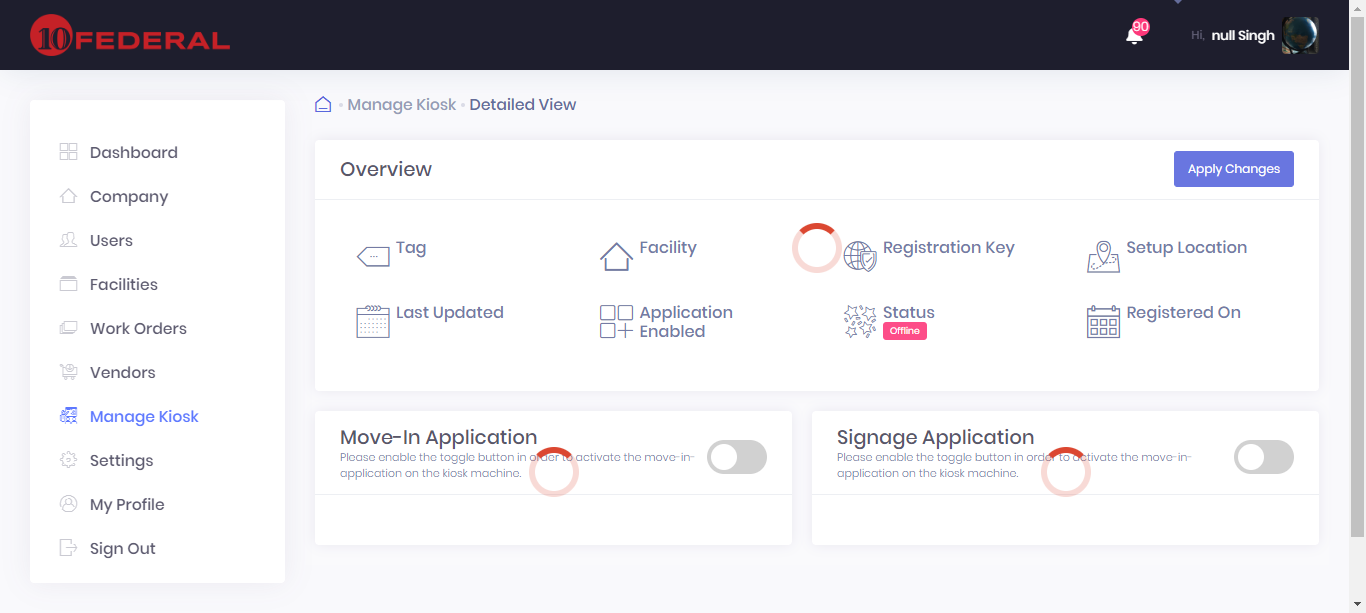 10 FEDERAL
90
Hi, null Singh
Manage Kiosk • Detailed View
Dashboard
Company
Users
Facilities
Work Orders
Vendors
Manage Kiosk
Settings
My Profile
Sign Out
Overview
Apply Changes
Tag
Facility
Registration Key
Setup Location
Last Updated
Application
Enabled
Status
Offline
Registered On
Move-In Application
Please enable the toggle button in order to activate the move-in-
application on the kiosk machine.
Signage Application
Please enable the toggle button in order to activate the move-in-
application on the kiosk machine.